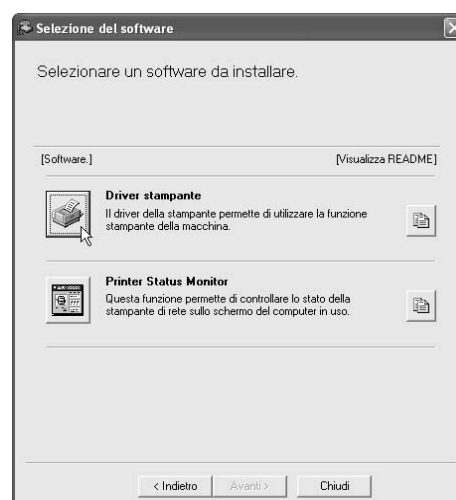 Selezione del software
Selezionare un software da installare.
[Software.] [Visualizza README]
Driver stampante
Il driver della stampante permette di utilizzare la funzione
stampante della macchina.
Printer Status Monitor
Questa funzione permette di controllare lo stato della
stampante di rete sullo schermo del computer in uso.
< Indietro Avanti > Chiudi